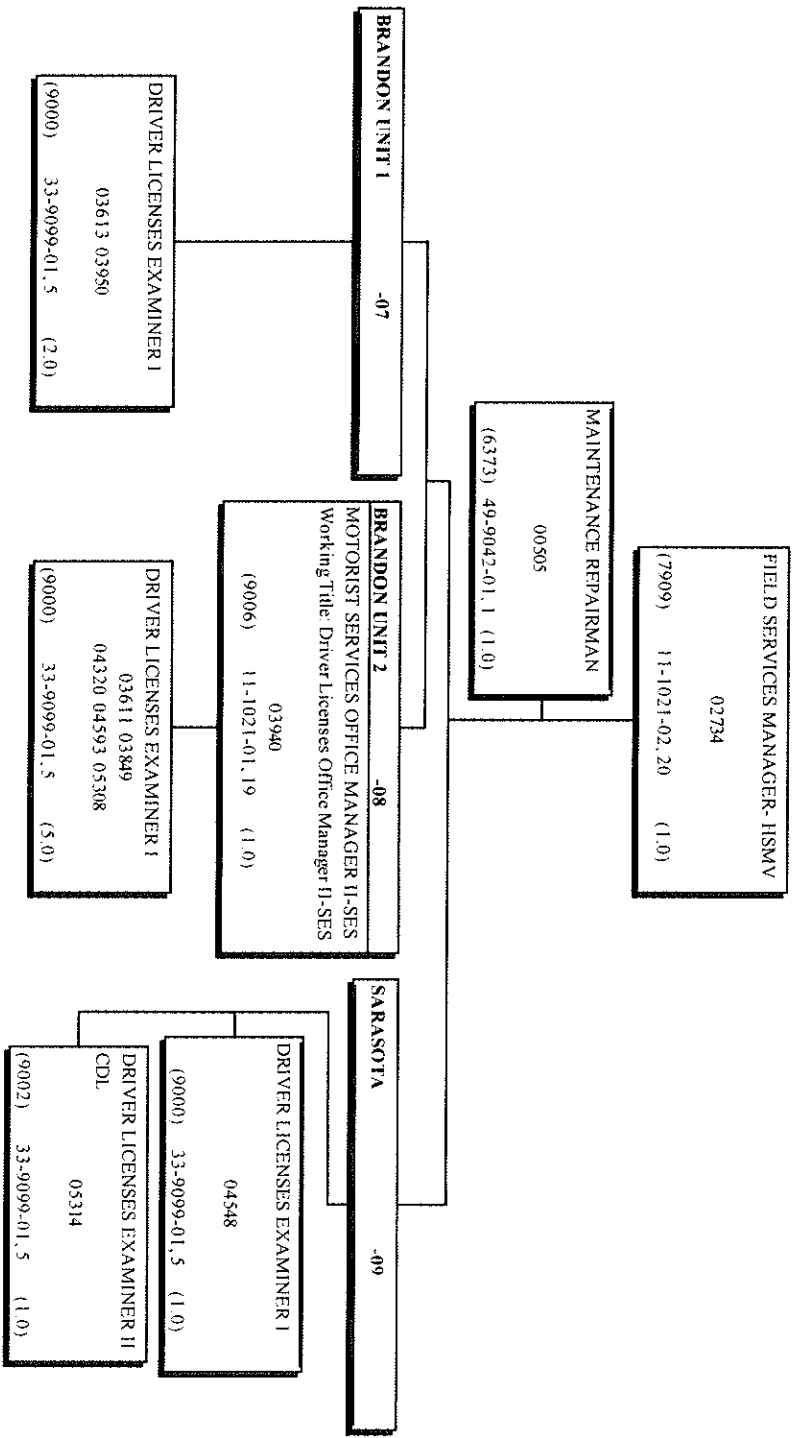 FIELD SERVICES MANAGER- HSMV
02734
(7909) 11-1021-02, 20 (1.0)
MAINTENANCE REPAIRMAN
00505
(6373) 49-9042-01, 1 (1.0)
BRANDON UNIT 1 -07
DRIVER LICENSES EXAMINER I
03613 03950
(9000) 33-9099-01, 5 (2.0)
BRANDON UNIT 2 -08
MOTORIST SERVICES OFFICE MANAGER II-SES
Working Title: Driver Licenses Office Manager II-SES
03940
(9006) 11-1021-01, 19 (1.0)
DRIVER LICENSES EXAMINER I
03611 03849
04320 04593 05308
(9000) 33-9099-01, 5 (5.0)
SARASOTA -09
DRIVER LICENSES EXAMINER I
04548
(9000) 33-9099-01, 5 (1.0)
DRIVER LICENSES EXAMINER II
CDL
05314
(9002) 33-9099-01, 5 (1.0)